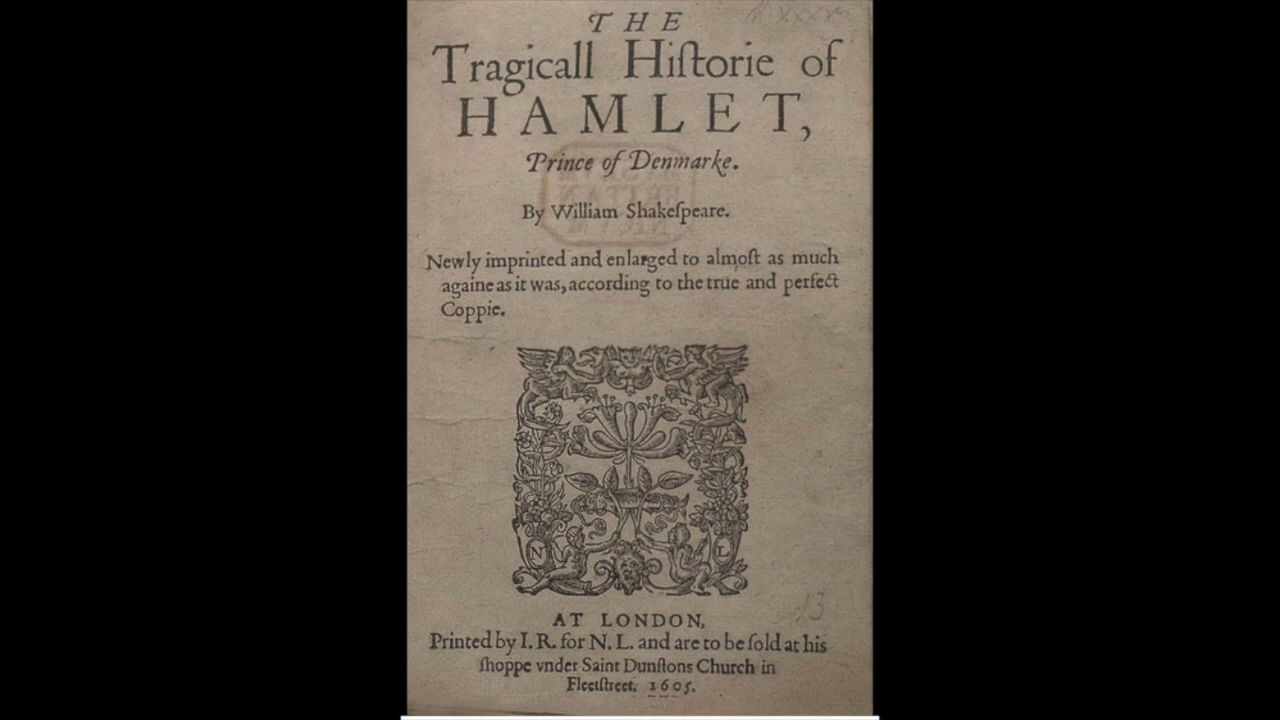 THE
Tragicall Hiſtorie of
HAMLET,
Prince of Denmarke.
By William Shakeſpeare.
Newly imprinted and enlarged to almoſt as much
againe as it was, according to the true and perfect
Coppie.
N L
AT LONDON,
Printed by I. R. for N. L. and are to be ſold at his
ſhoppe vnder Saint Dunſtons Church in
Fleetſtreet. 1605.
13